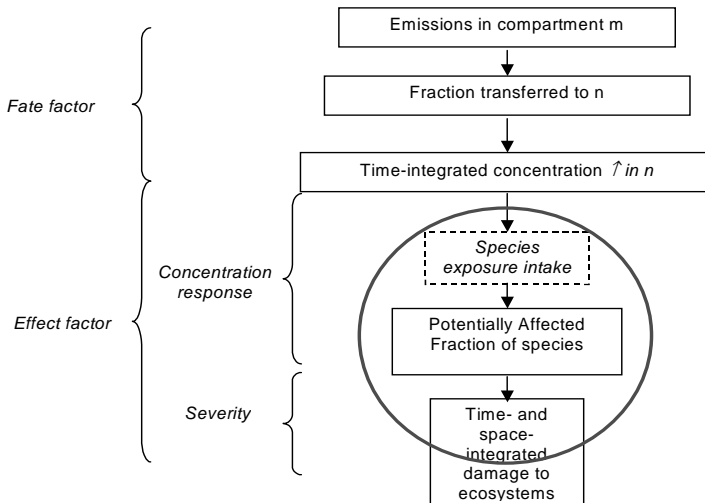 Emissions in compartment m
Fate factor
Fraction transferred to n
Time-integrated concentration ↑ in n
Concentration
response
Species
exposure intake
Effect factor
Potentially Affected
Fraction of species
Severity
Time- and
space-
integrated
damage to
ecosystems